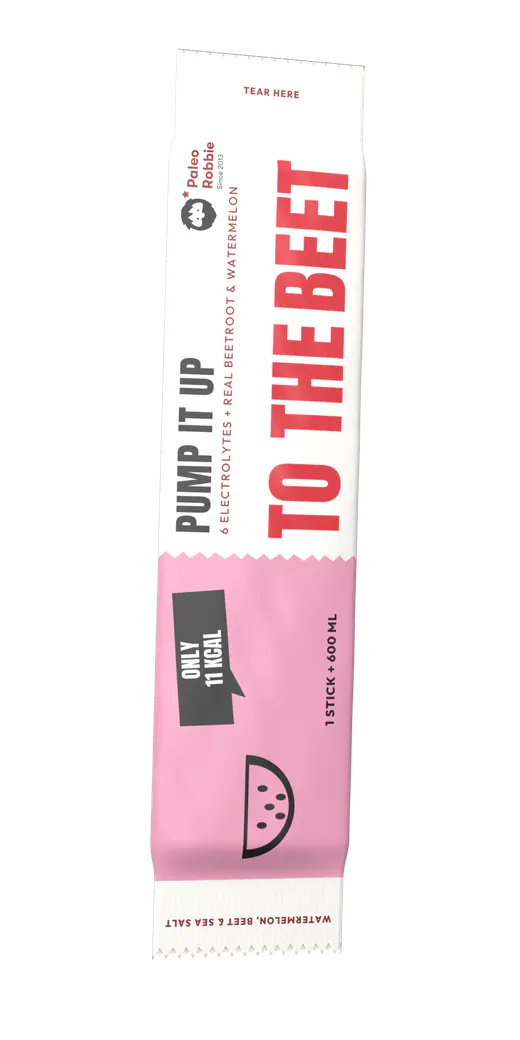 TEAR HERE
Paleo
Robbie
Since 2013
PUMP IT UP
6 ELECTROLYTES + REAL BEETROOT & WATERMELON
TO THE BEET
ONLY
11 KCAL
1 STICK + 600 ML
WATERMELON, BEET & SEA SALT